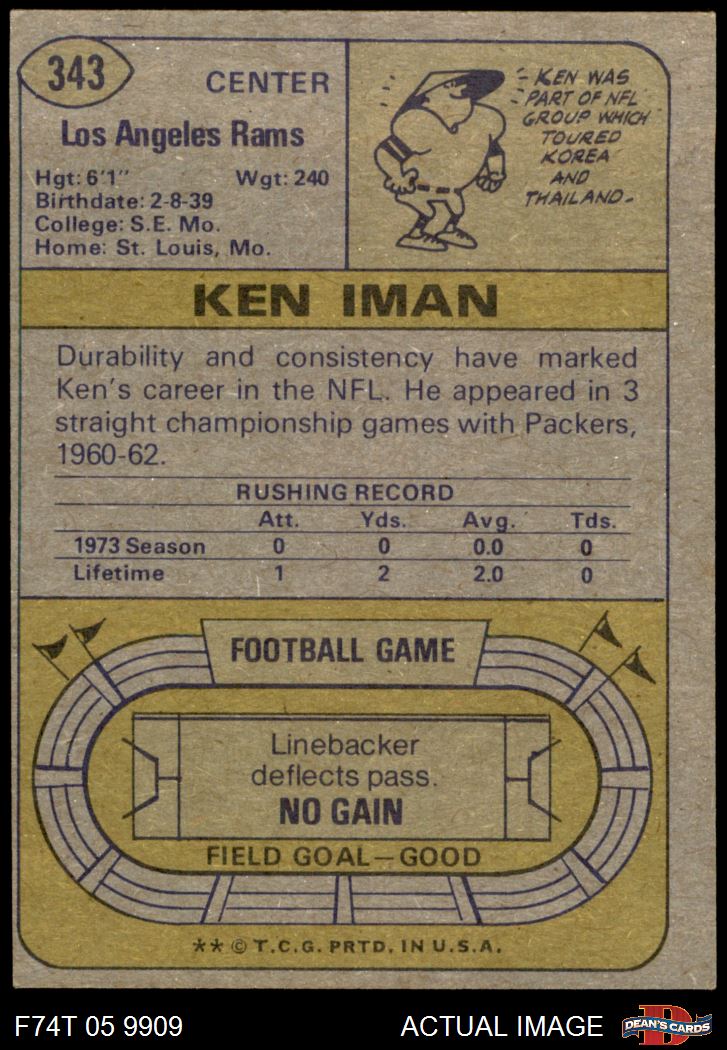 343
CENTER
Los Angeles Rams
Hgt: 6'1" Wgt: 240
Birthdate: 2-8-39
College: S.E. Mo.
Home: St. Louis, Mo.
KEN WAS
PART OF NFL
GROUP WHICH
TOURED
KOREA
AND
THAILAND.
KEN IMAN
Durability and consistency have marked
Ken's career in the NFL. He appeared in 3
straight championship games with Packers,
1960-62.
RUSHING RECORD
Att. Yds. Avg. Tds.
1973 Season 0 0 0.0 0
Lifetime 1 2 2.0 0
FOOTBALL GAME
Linebacker
deflects pass.
NO GAIN
FIELD GOAL—GOOD
** © T.C.G. PRTD. IN U.S.A.
F74T 05 9909
ACTUAL IMAGE
D
DEAN'S CARDS